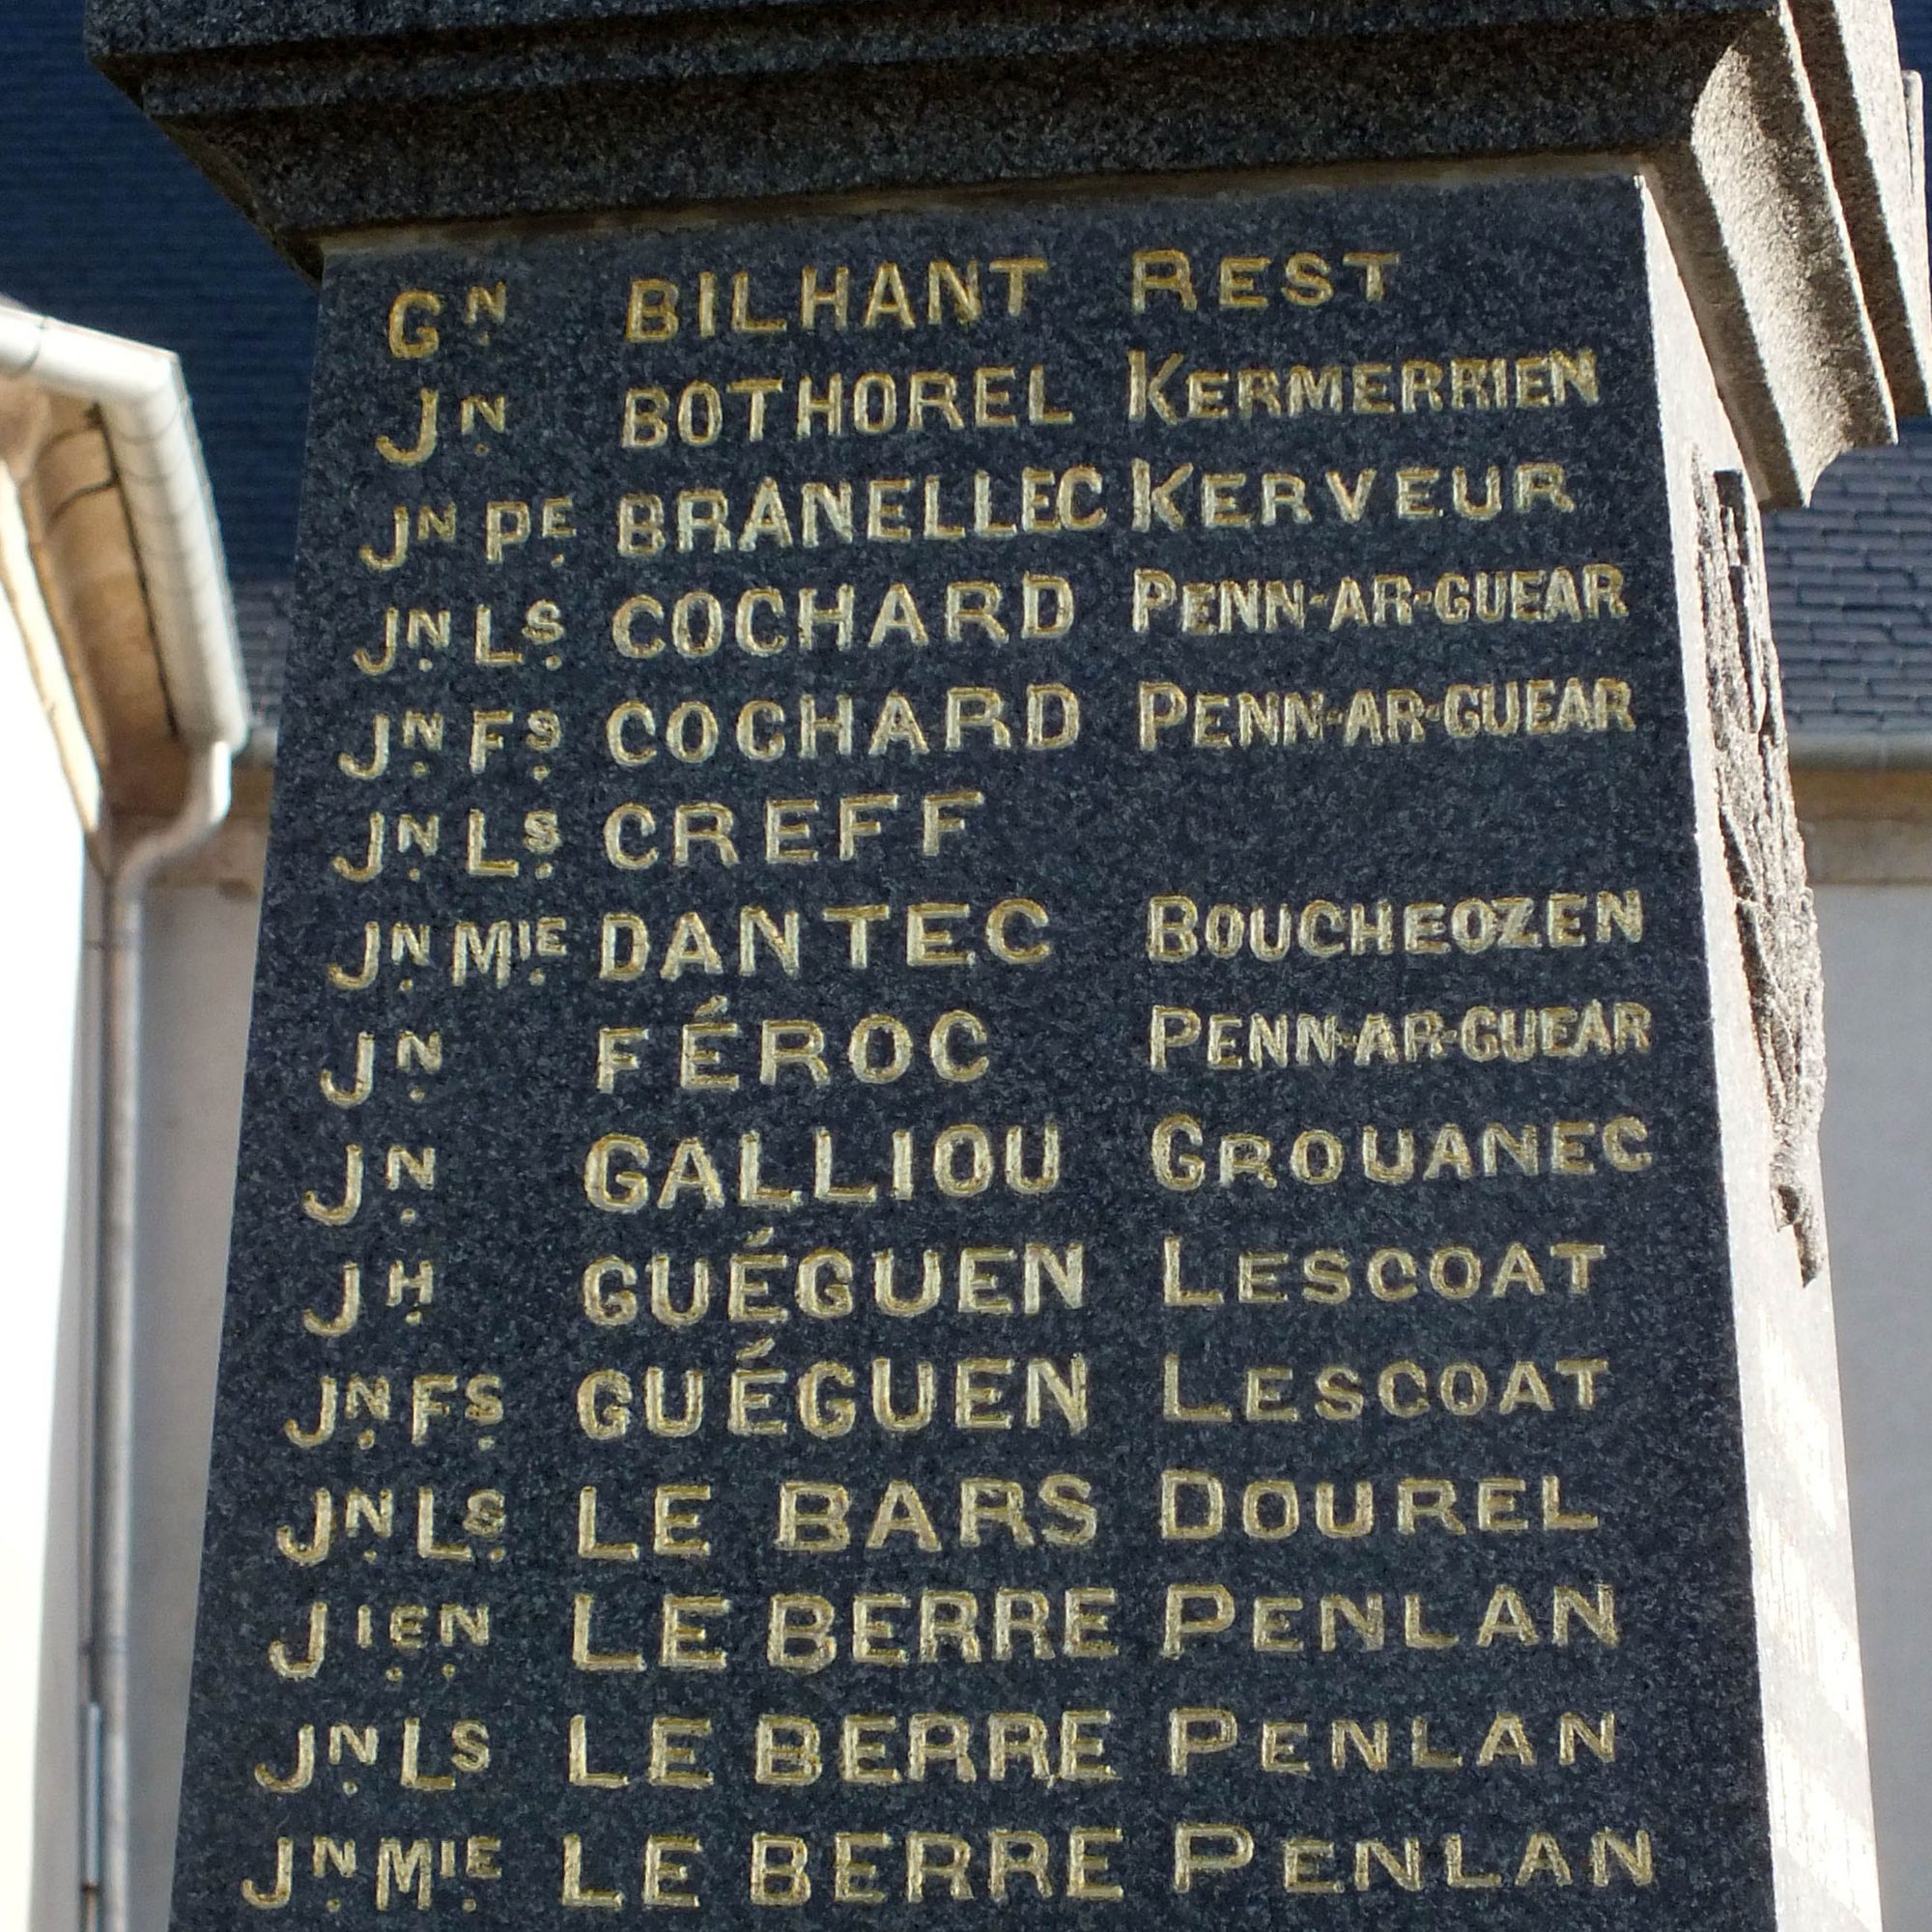 GN BILHANT REST
JN BOTHOREL KERMERRIEN
JN PE BRANELLEC KERVEUR
JN LS COCHARD PENN-AR-GUEAR
JN FS COCHARD PENN-AR-GUEAR
JN LS CREFF
JN MIE DANTEC BOUCHEOZEN
JN FÉROC PENN-AR-GUEAR
JN GALLIOU GROUANEC
JH GUÉGUEN LESCOAT
JN FS GUÉGUEN LESCOAT
JN LS LE BARS DOUREL
JIEN LE BERRE PENLAN
JN LS LE BERRE PENLAN
JN MIE LE BERRE PENLAN